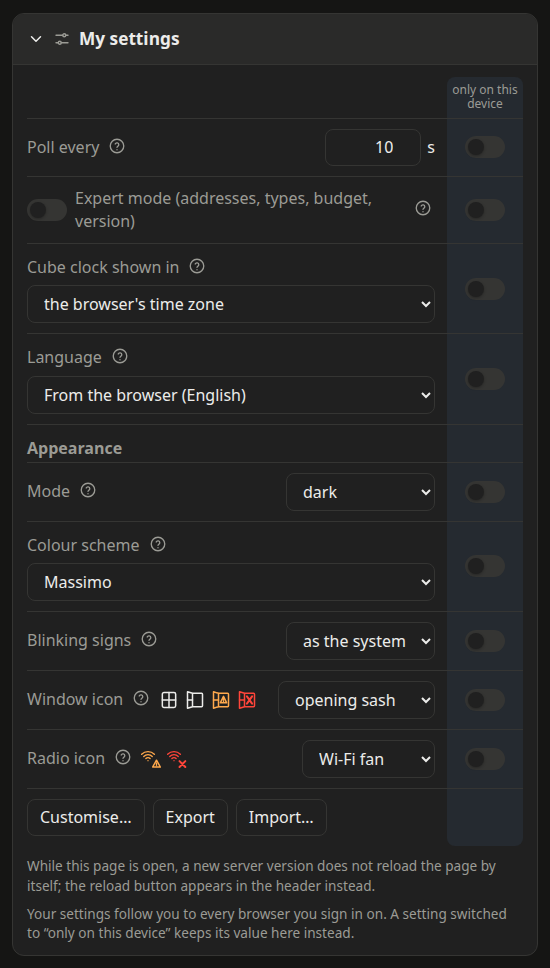 My settings
only on this
device
Poll every
10 s
Expert mode (addresses, types, budget,
version)
Cube clock shown in
the browser's time zone
Language
From the browser (English)
Appearance
Mode
dark
Colour scheme
Massimo
Blinking signs
as the system
Window icon
opening sash
Radio icon
Wi-Fi fan
Customise... Export Import...
While this page is open, a new server version does not reload the page by
itself; the reload button appears in the header instead.
Your settings follow you to every browser you sign in on. A setting switched
to “only on this device” keeps its value here instead.